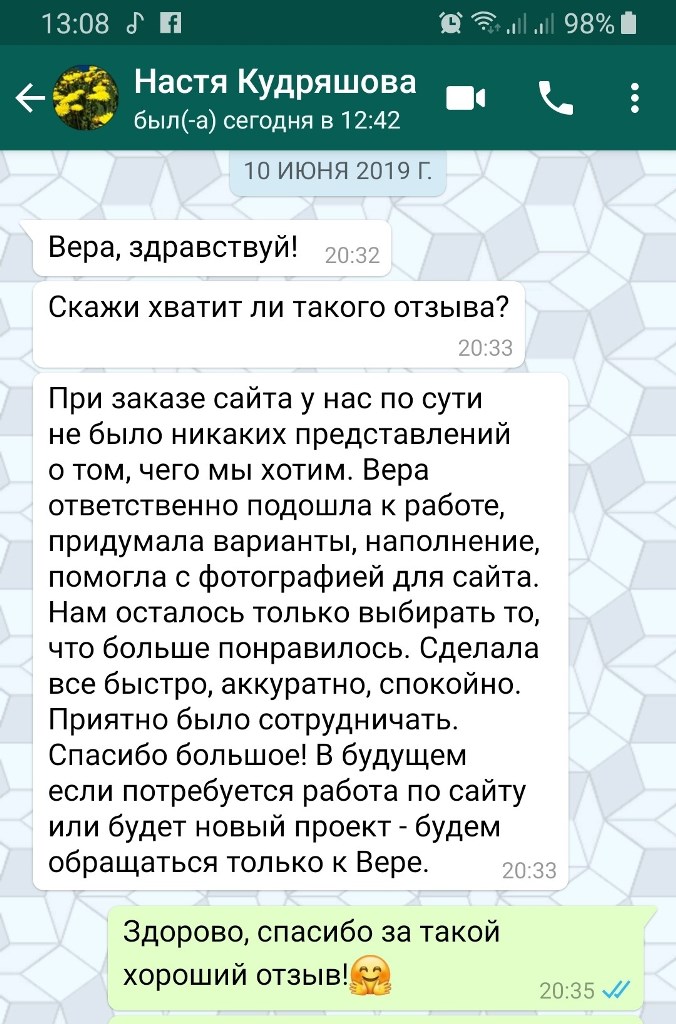 13:08 98%
Настя Кудряшова
был(-а) сегодня в 12:42
10 ИЮНЯ 2019 Г.
Вера, здравствуй! 20:32
Скажи хватит ли такого отзыва?
20:33
При заказе сайта у нас по сути
не было никаких представлений
о том, чего мы хотим. Вера
ответственно подошла к работе,
придумала варианты, наполнение,
помогла с фотографией для сайта.
Нам осталось только выбирать то,
что больше понравилось. Сделала
все быстро, аккуратно, спокойно.
Приятно было сотрудничать.
Спасибо большое! В будущем
если потребуется работа по сайту
или будет новый проект - будем
обращаться только к Вере. 20:33
Здорово, спасибо за такой
хороший отзыв!🤗 20:35